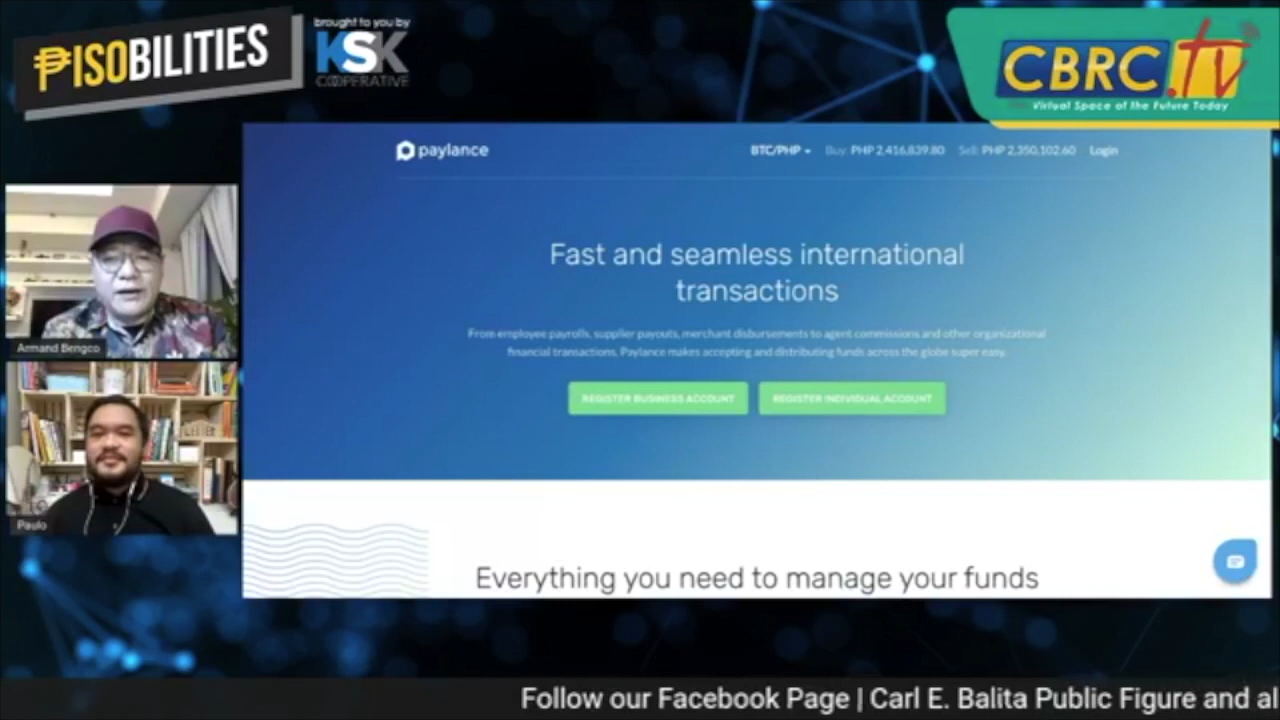 ₱ISOBILITIES
brought to you by
KSK
COOPERATIVE
CBRC.tv
Virtual Space of the Future Today
paylance
BTC/PHP
Buy: PHP 2,416,839.80
Sell: PHP 2,350,102.60
Login
Fast and seamless international
transactions
From employee payrolls, supplier payouts, merchant disbursements to agent commissions and other organizational
financial transactions, Paylance makes accepting and distributing funds across the globe super easy.
REGISTER BUSINESS ACCOUNT
REGISTER INDIVIDUAL ACCOUNT
Everything you need to manage your funds
Armand Bengco
Paulo
Follow our Facebook Page | Carl E. Balita Public Figure and al